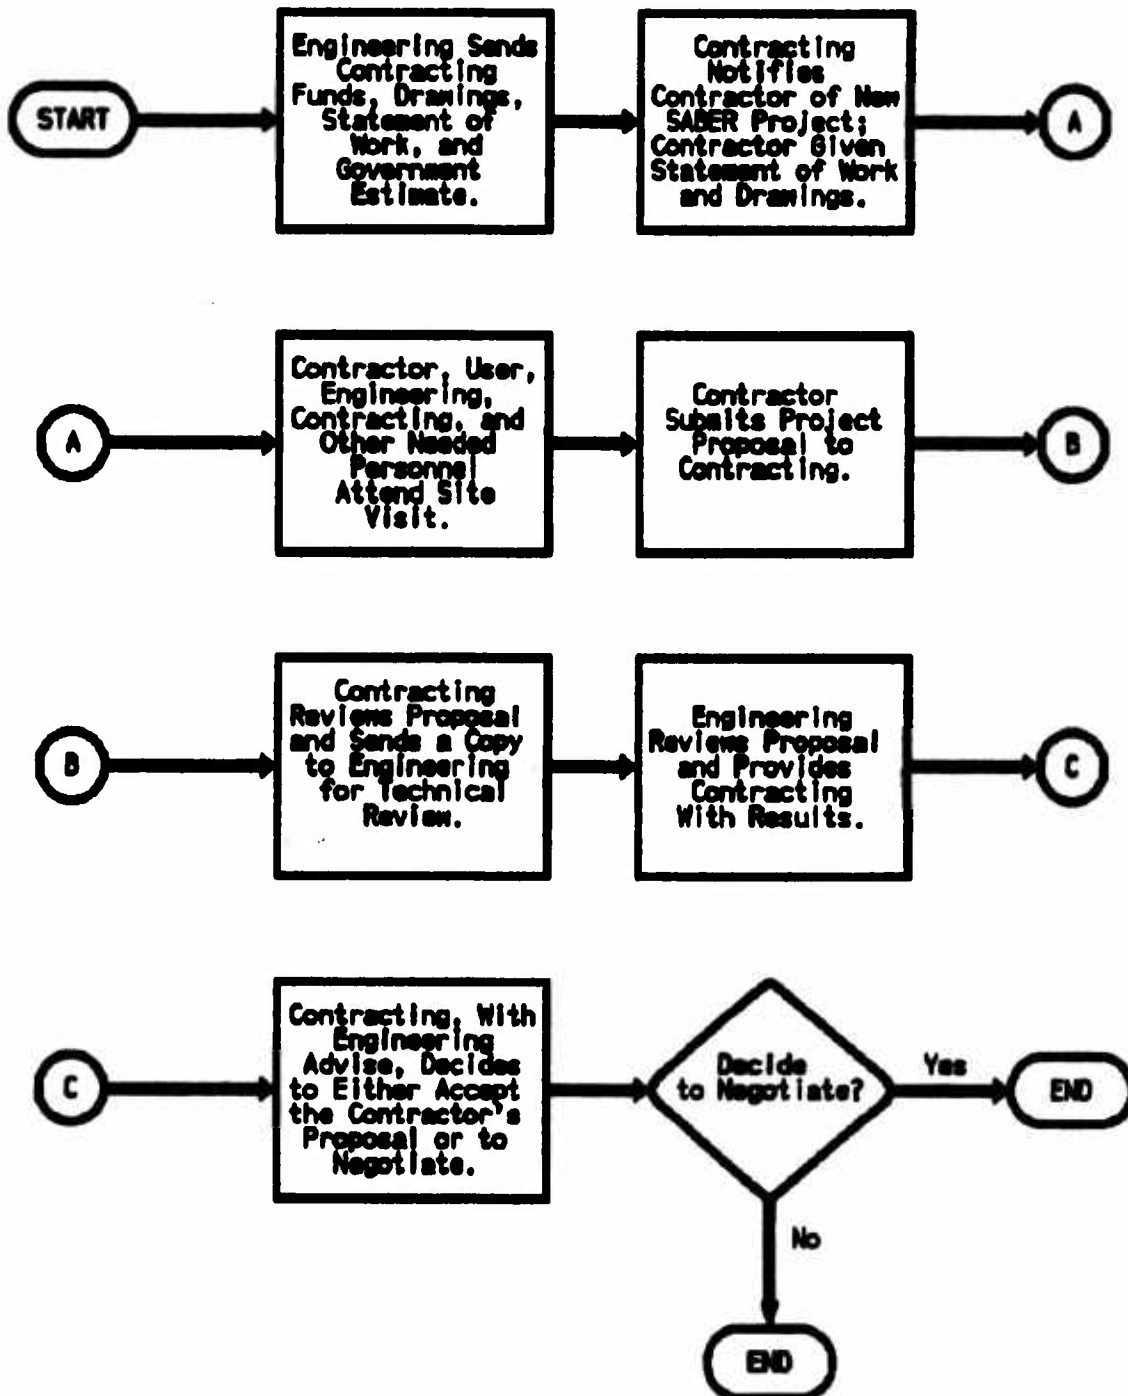 START
Engineering Sends
Contracting
Funds, Drawings,
Statement of
Work, and
Government
Estimate.
Contracting
Notifies
Contractor of New
SABER Project;
Contractor Given
Statement of Work
and Drawings.
A
A
Contractor, User,
Engineering,
Contracting, and
Other Needed
Personnel
Attend Site
Visit.
Contractor
Submits Project
Proposal to
Contracting.
B
B
Contracting
Reviews Proposal
and Sends a Copy
to Engineering
for Technical
Review.
Engineering
Reviews Proposal
and Provides
Contracting
With Results.
C
C
Contracting, With
Engineering
Advise, Decides
to Either Accept
the Contractor's
Proposal or to
Negotiate.
Decide
to Negotiate?
Yes
END
No
END